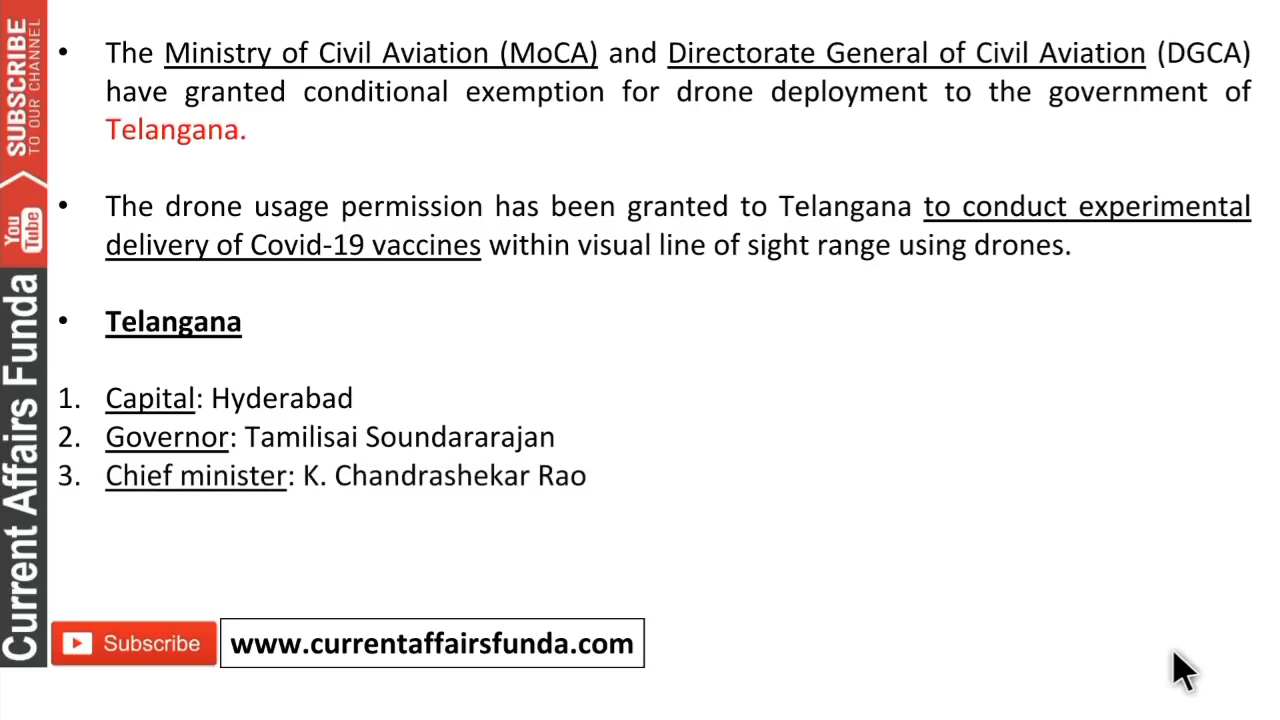 SUBSCRIBE
TO OUR CHANNEL
You Tube
Current Affairs Funda
• The Ministry of Civil Aviation (MoCA) and Directorate General of Civil Aviation (DGCA)
have granted conditional exemption for drone deployment to the government of
Telangana.
• The drone usage permission has been granted to Telangana to conduct experimental
delivery of Covid-19 vaccines within visual line of sight range using drones.
• Telangana
1. Capital: Hyderabad
2. Governor: Tamilisai Soundararajan
3. Chief minister: K. Chandrashekar Rao
Subscribe
www.currentaffairsfunda.com